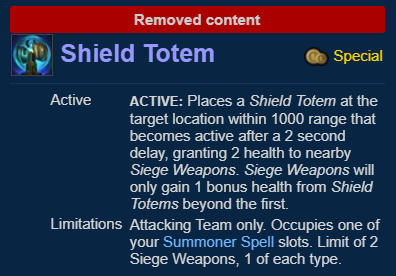 Removed content
Shield Totem
Special
Active
ACTIVE: Places a Shield Totem at the
target location within 1000 range that
becomes active after a 2 second
delay, granting 2 health to nearby
Siege Weapons. Siege Weapons will
only gain 1 bonus health from Shield
Totems beyond the first.
Limitations
Attacking Team only. Occupies one of
your Summoner Spell slots. Limit of 2
Siege Weapons, 1 of each type.